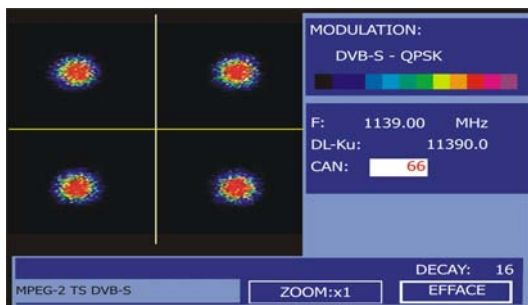 MODULATION:
DVB-S - QPSK
F: 1139.00 MHz
DL-Ku: 11390.0
CAN: 66
DECAY: 16
MPEG-2 TS DVB-S
ZOOM:x1
EFFACE